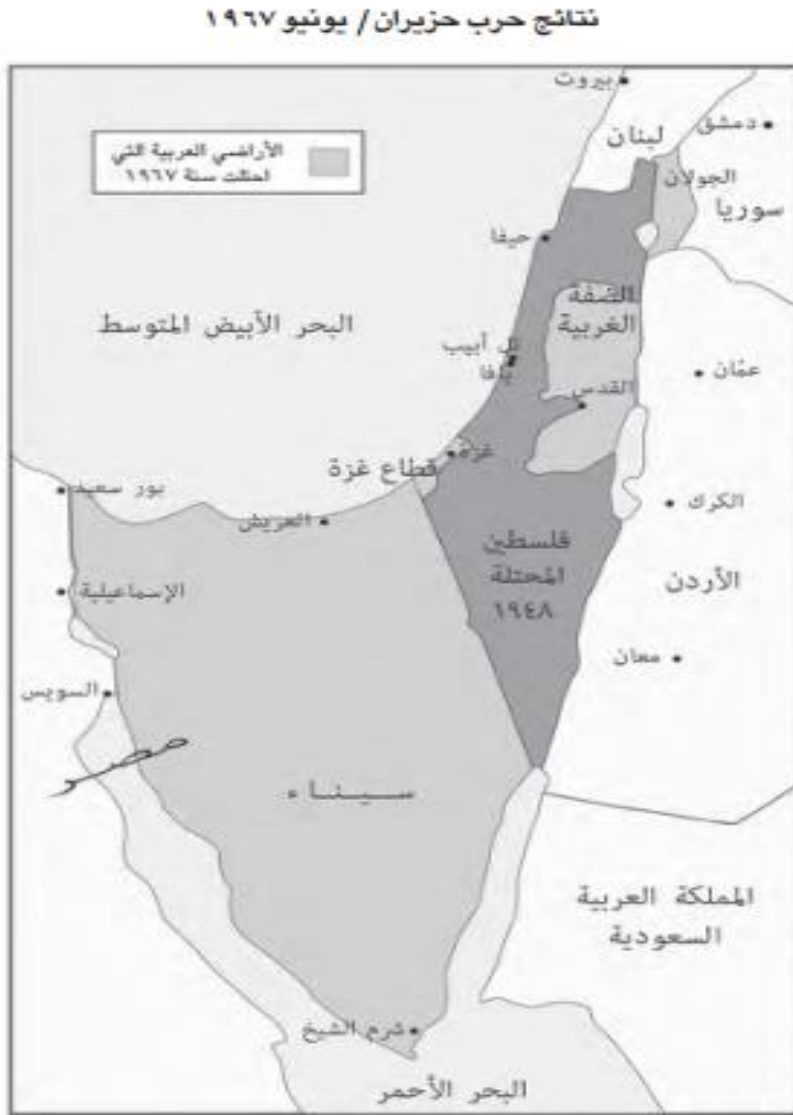 نتائج حرب حزيران / يونيو ١٩٦٧
بيروت
دمشق
لبنان
الأراضي العربية التي
احتلت سنة ١٩٦٧
الجولان
سوريا
حيفا
الضفة
الغربية
البحر الأبيض المتوسط
تل أبيب
يافا
عمّان
القدس
غزة
قطاع غزة
بور سعيد
العريش
الكرك
فلسطين
المحتلة
١٩٤٨
الأردن
الإسماعيلية
معان
السويس
مصر
سيناء
المملكة العربية
السعودية
شرم الشيخ
البحر الأحمر